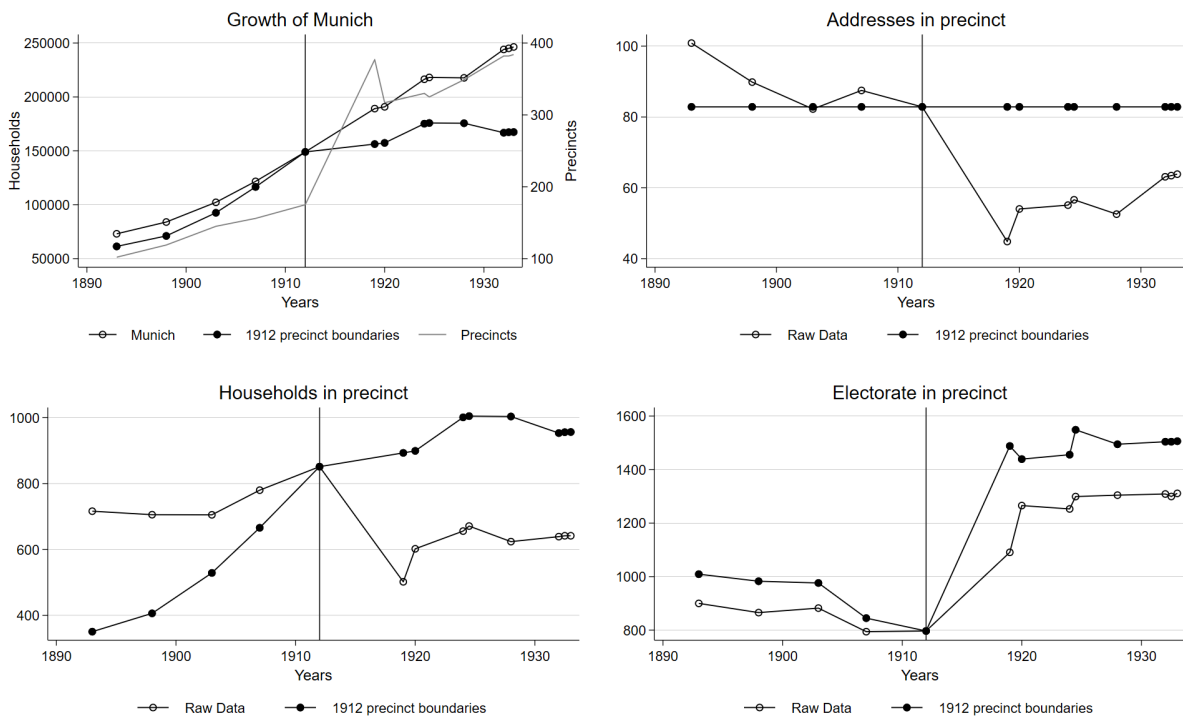 Growth of Munich
250000
200000
150000
100000
50000
Households
400
300
200
100
Precincts
1890 1900 1910 1920 1930
Years
Munich 1912 precinct boundaries Precincts
Addresses in precinct
100
80
60
40
1890 1900 1910 1920 1930
Years
Raw Data 1912 precinct boundaries
Households in precinct
1000
800
600
400
1890 1900 1910 1920 1930
Years
Raw Data 1912 precinct boundaries
Electorate in precinct
1600
1400
1200
1000
800
1890 1900 1910 1920 1930
Years
Raw Data 1912 precinct boundaries